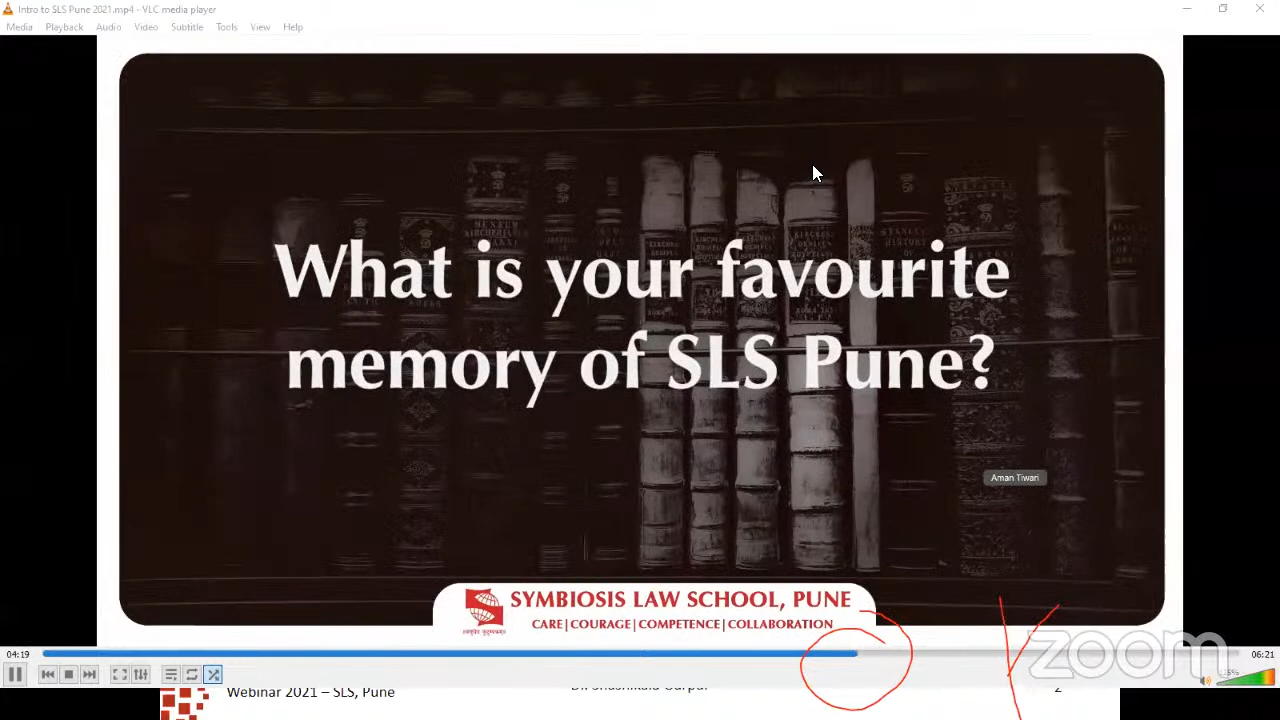 Intro to SLS Pune 2021.mp4 - VLC media player
Media Playback Audio Video Subtitle Tools View Help
What is your favourite
memory of SLS Pune?
Aman Tiwari
SYMBIOSIS LAW SCHOOL, PUNE
CARE|COURAGE|COMPETENCE|COLLABORATION
zoom
04:19
06:21
Webinar 2021 – SLS, Pune
2